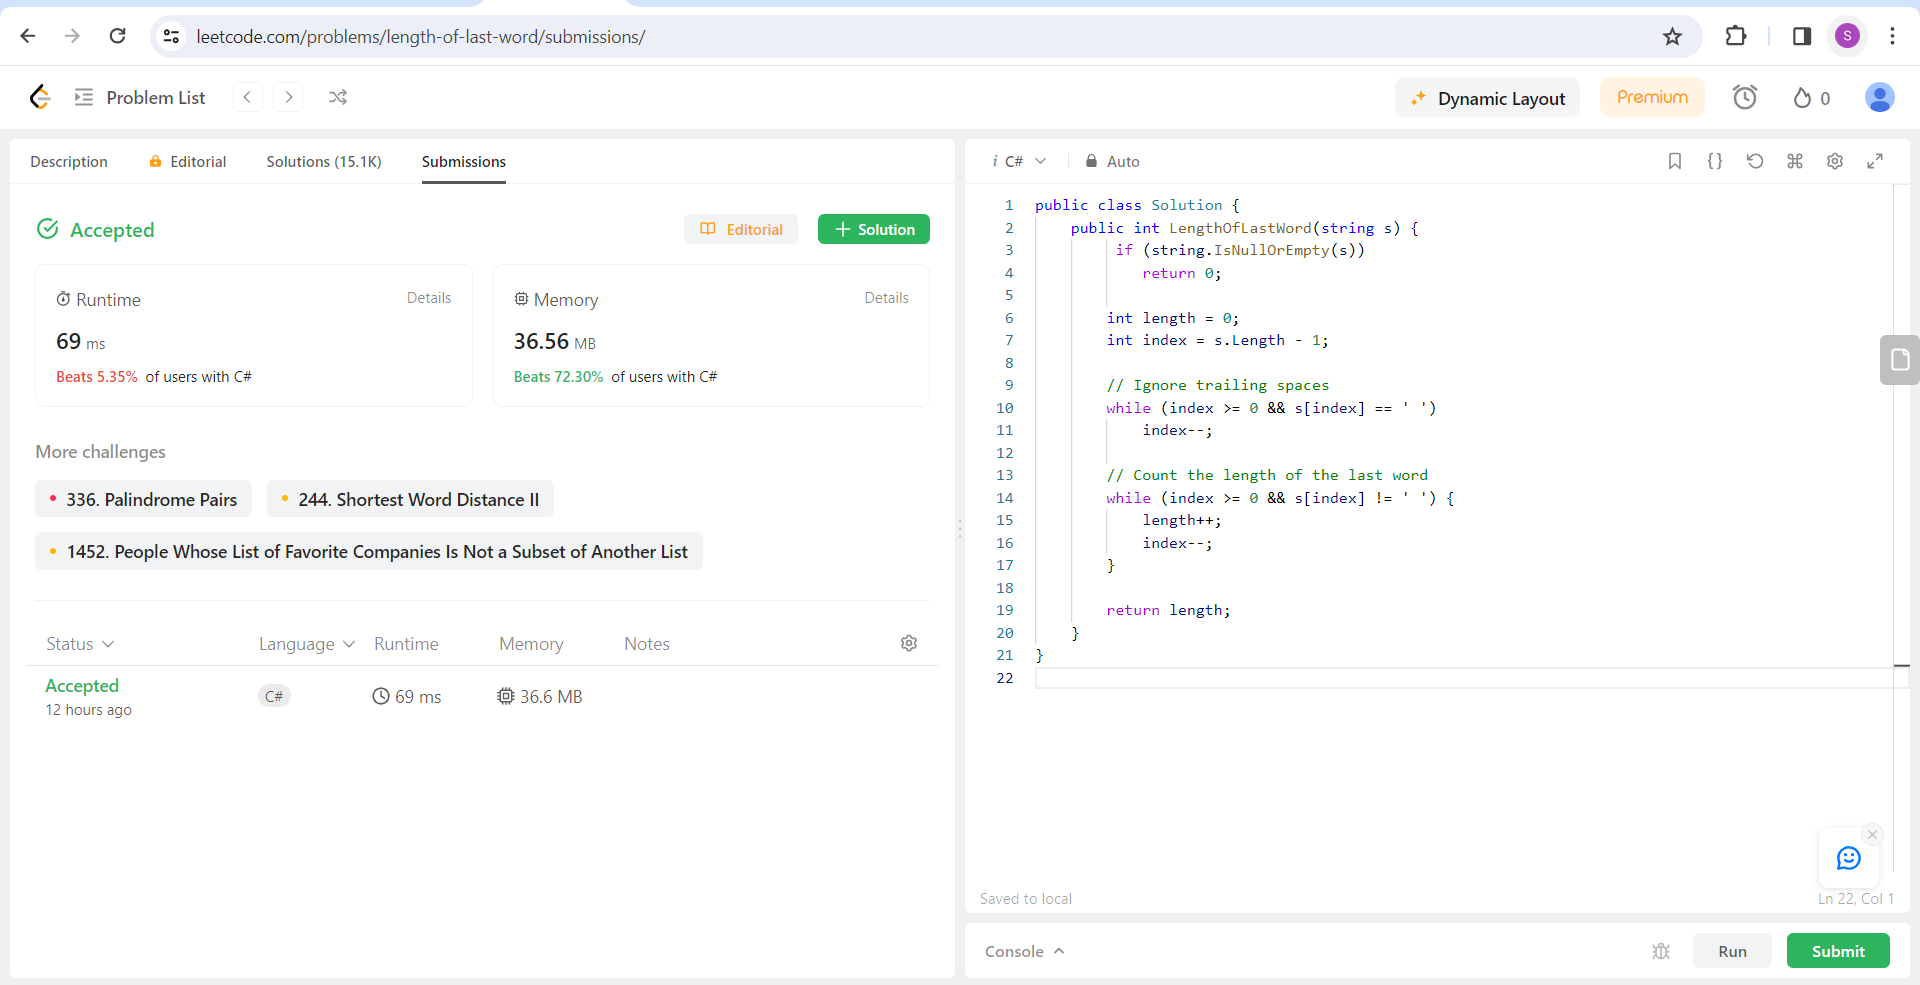 leetcode.com/problems/length-of-last-word/submissions/
S
Problem List
Dynamic Layout
Premium
0
Description
Editorial
Solutions (15.1K)
Submissions
Accepted
Editorial
Solution
Runtime
Details
69 ms
Beats 5.35% of users with C#
Memory
Details
36.56 MB
Beats 72.30% of users with C#
More challenges
336. Palindrome Pairs
244. Shortest Word Distance II
1452. People Whose List of Favorite Companies Is Not a Subset of Another List
Status Language Runtime Memory Notes
Accepted
12 hours ago
C#
69 ms
36.6 MB
i C#
Auto
{}
1 public class Solution {
2 public int LengthOfLastWord(string s) {
3 if (string.IsNullOrEmpty(s))
4 return 0;
5
6 int length = 0;
7 int index = s.Length - 1;
8
9 // Ignore trailing spaces
10 while (index >= 0 && s[index] == ' ')
11 index--;
12
13 // Count the length of the last word
14 while (index >= 0 && s[index] != ' ') {
15 length++;
16 index--;
17 }
18
19 return length;
20 }
21 }
22
Saved to local
Ln 22, Col 1
Console
Run
Submit